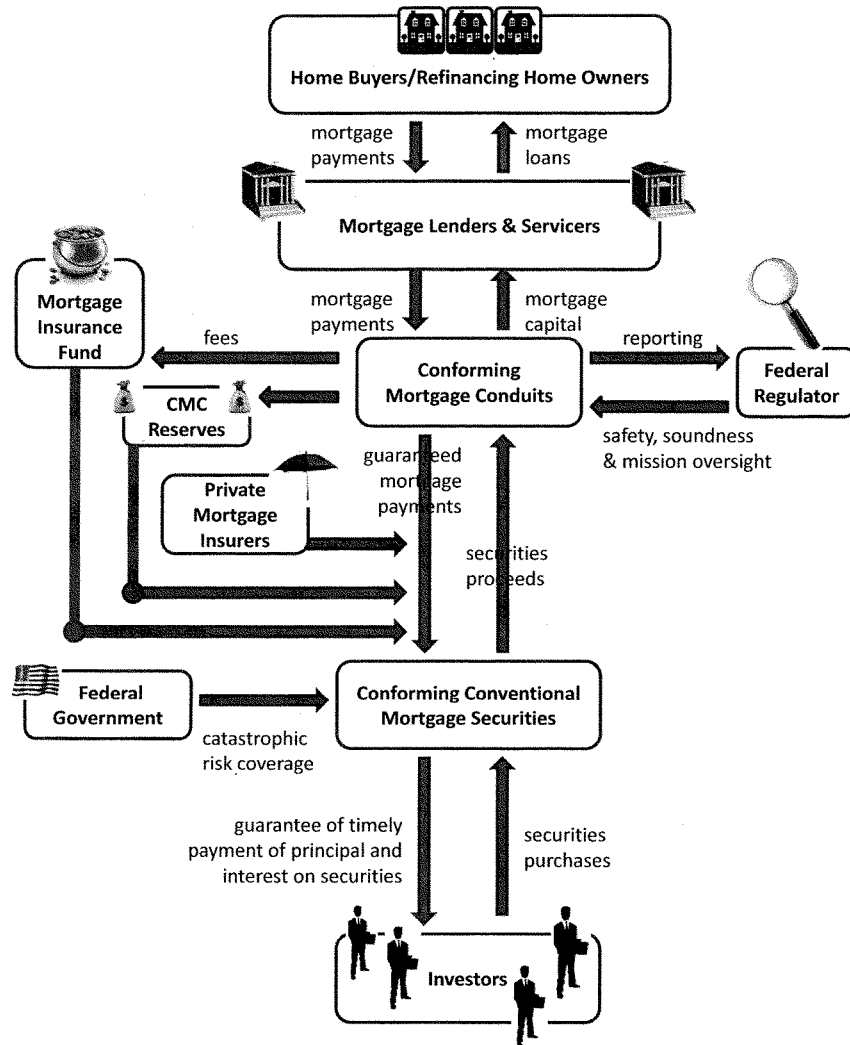 Home Buyers/Refinancing Home Owners
mortgage
payments
mortgage
loans
Mortgage Lenders & Servicers
mortgage
payments
mortgage
capital
Mortgage
Insurance
Fund
fees
Conforming
Mortgage Conduits
reporting
Federal
Regulator
safety, soundness
& mission oversight
$
CMC
Reserves
$
guaranteed
mortgage
payments
Private
Mortgage
Insurers
securities
proceeds
Federal
Government
catastrophic
risk coverage
Conforming Conventional
Mortgage Securities
guarantee of timely
payment of principal and
interest on securities
securities
purchases
Investors